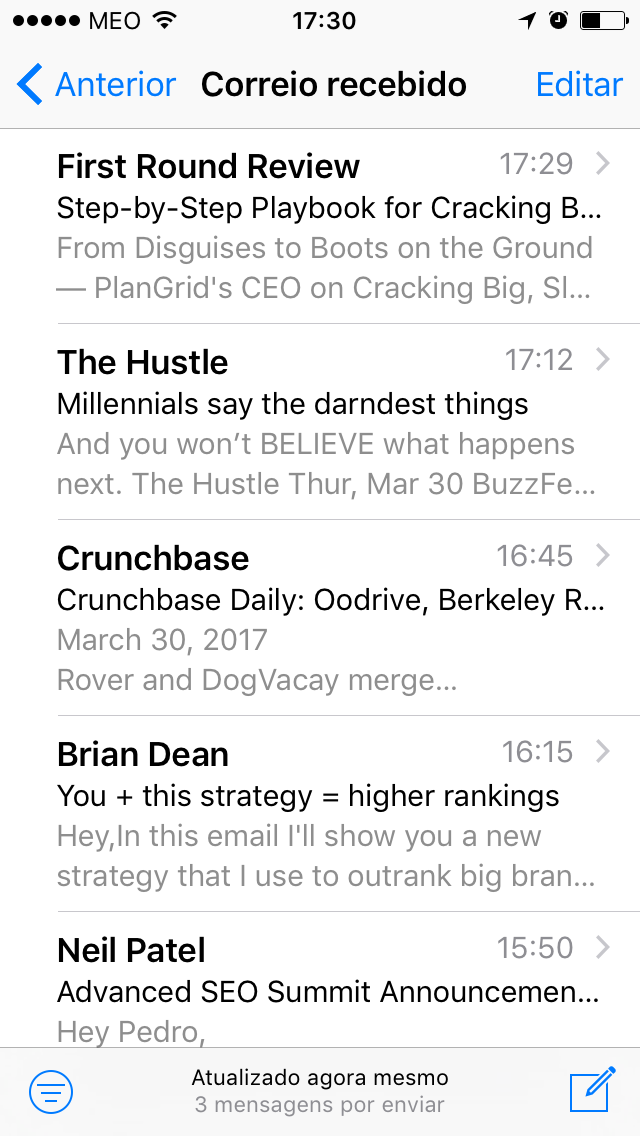 MEO 17:30
Anterior Correio recebido Editar
First Round Review 17:29
Step-by-Step Playbook for Cracking B...
From Disguises to Boots on the Ground
— PlanGrid's CEO on Cracking Big, Sl...
The Hustle 17:12
Millennials say the darndest things
And you won’t BELIEVE what happens
next. The Hustle Thur, Mar 30 BuzzFe...
Crunchbase 16:45
Crunchbase Daily: Oodrive, Berkeley R...
March 30, 2017
Rover and DogVacay merge...
Brian Dean 16:15
You + this strategy = higher rankings
Hey,In this email I'll show you a new
strategy that I use to outrank big bran...
Neil Patel 15:50
Advanced SEO Summit Announcemen...
Hey Pedro,
Atualizado agora mesmo
3 mensagens por enviar